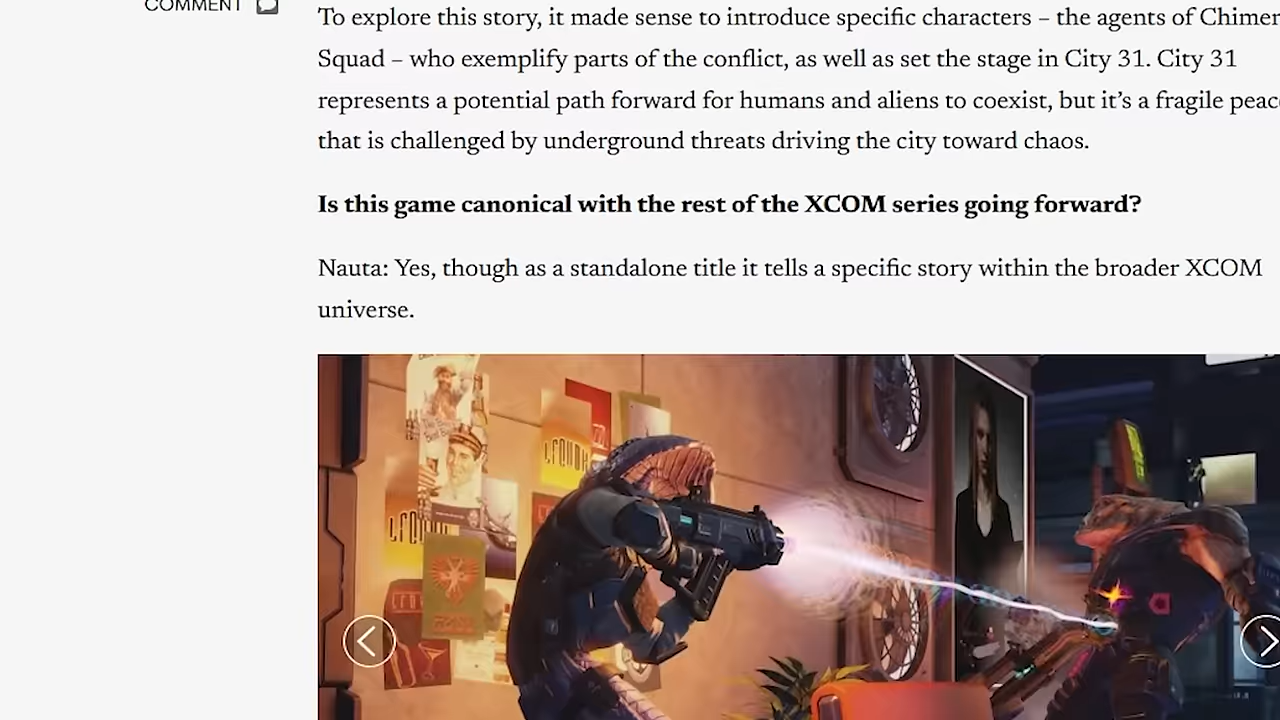 COMMENT
To explore this story, it made sense to introduce specific characters – the agents of Chimer
Squad – who exemplify parts of the conflict, as well as set the stage in City 31. City 31
represents a potential path forward for humans and aliens to coexist, but it’s a fragile peac
that is challenged by underground threats driving the city toward chaos.
Is this game canonical with the rest of the XCOM series going forward?
Nauta: Yes, though as a standalone title it tells a specific story within the broader XCOM
universe.